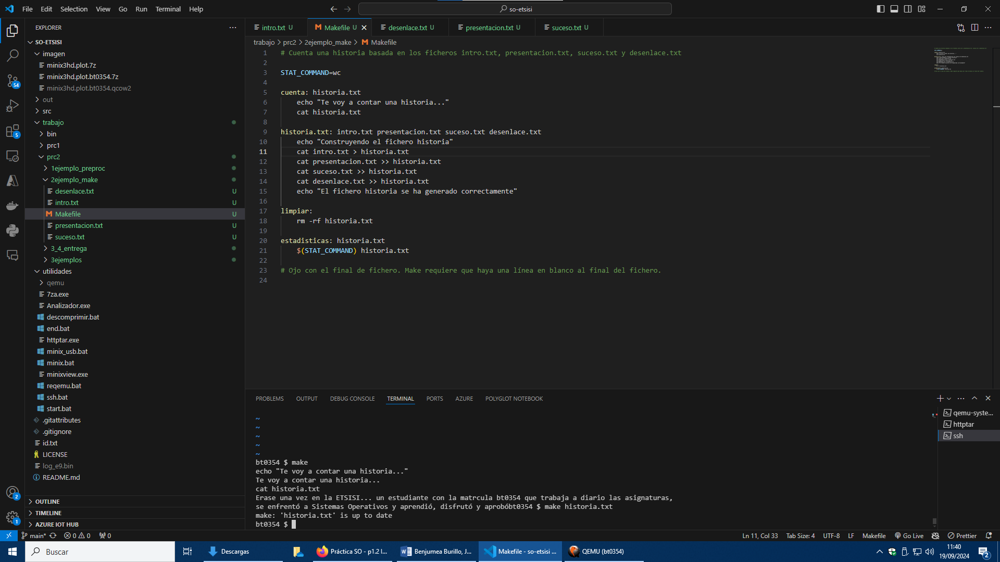 File Edit Selection View Go Run Terminal Help
so-etsisi
EXPLORER
SO-ETSISI
imagen
minix3hd.plot.7z
minix3hd.plot.bt0354.7z
minix3hd.plot.bt0354.qcow2
out
src
trabajo
bin
prc1
prc2
1ejemplo_preproc
2ejemplo_make
desenlace.txt U
intro.txt U
Makefile U
presentacion.txt U
suceso.txt U
3_4_entrega
3ejemplos
utilidades
qemu
7za.exe
Analizador.exe
descomprimir.bat
end.bat
httptar.exe
minix_usb.bat
minix.bat
minixview.exe
reqemu.bat
ssh.bat
start.bat
.gitattributes
.gitignore
id.txt
LICENSE
log_e9.bin
README.md
OUTLINE
TIMELINE
AZURE IOT HUB
54
5
2
1
intro.txt U Makefile U desenlace.txt U presentacion.txt U suceso.txt U
trabajo > prc2 > 2ejemplo_make > Makefile
1 # Cuenta una historia basada en los ficheros intro.txt, presentacion.txt, suceso.txt y desenlace.txt
2
3 STAT_COMMAND=wc
4
5 cuenta: historia.txt
6 echo "Te voy a contar una historia..."
7 cat historia.txt
8
9 historia.txt: intro.txt presentacion.txt suceso.txt desenlace.txt
10 echo "Construyendo el fichero historia"
11 cat intro.txt > historia.txt
12 cat presentacion.txt >> historia.txt
13 cat suceso.txt >> historia.txt
14 cat desenlace.txt >> historia.txt
15 echo "El fichero historia se ha generado correctamente"
16
17 limpiar:
18 rm -rf historia.txt
19
20 estadisticas: historia.txt
21 $(STAT_COMMAND) historia.txt
22
23 # Ojo con el final de fichero. Make requiere que haya una línea en blanco al final del fichero.
24
PROBLEMS OUTPUT DEBUG CONSOLE TERMINAL PORTS AZURE POLYGLOT NOTEBOOK
~
~
~
~
~
bt0354 $ make
echo "Te voy a contar una historia..."
Te voy a contar una historia...
cat historia.txt
Erase una vez en la ETSISI... un estudiante con la matrcula bt0354 que trabaja a diario las asignaturas,
se enfrentó a Sistemas Operativos y aprendió, disfrutó y aprobóbt0354 $ make historia.txt
make: 'historia.txt' is up to date
bt0354 $
qemu-syste...
httptar
ssh
main* 0 0 0 Ln 11, Col 33 Tab Size: 4 UTF-8 LF Makefile Go Live Prettier
Buscar Descargas Práctica SO - p1.2 I... Benjumea Burillo, J... Makefile - so-etsisi ... QEMU (bt0354)
11:40
19/09/2024
2